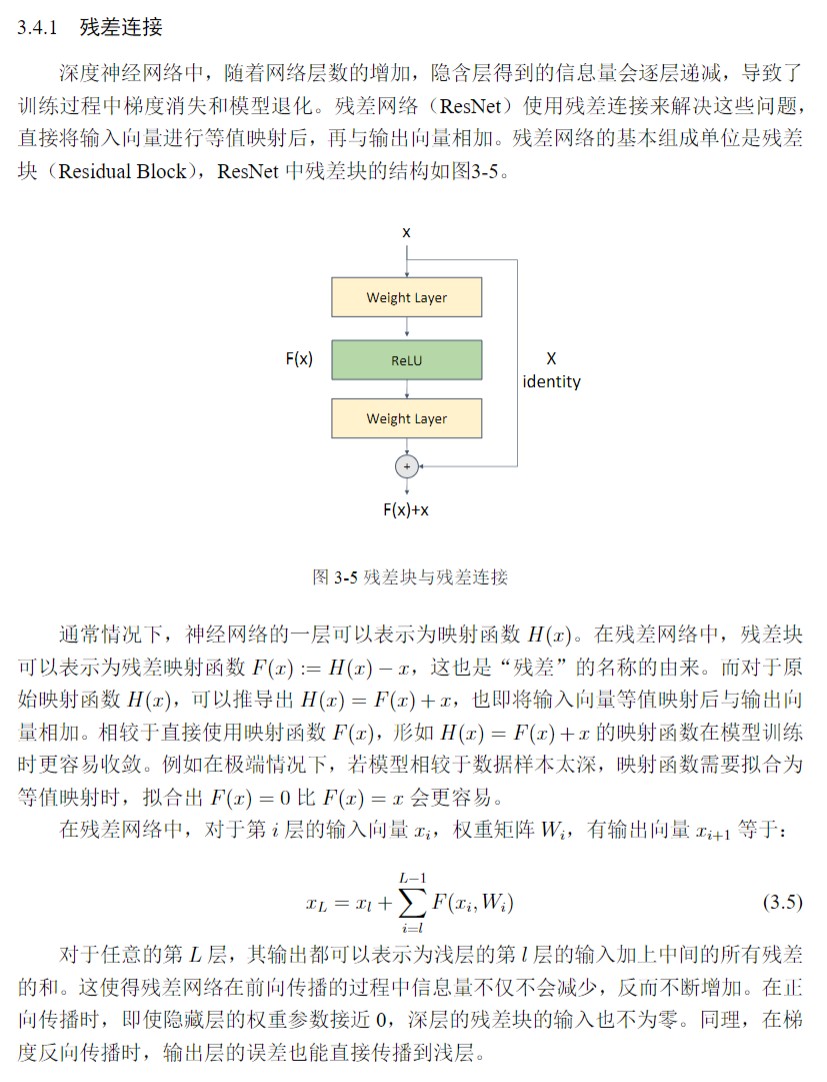 3.4.1 残差连接
深度神经网络中，随着网络层数的增加，隐含层得到的信息量会逐层递减，导致了
训练过程中梯度消失和模型退化。残差网络（ResNet）使用残差连接来解决这些问题，
直接将输入向量进行等值映射后，再与输出向量相加。残差网络的基本组成单位是残差
块（Residual Block），ResNet 中残差块的结构如图3-5。
x
Weight Layer
F(x)
ReLU
X
identity
Weight Layer
+
F(x)+x
图 3-5 残差块与残差连接
通常情况下，神经网络的一层可以表示为映射函数 H(x)。在残差网络中，残差块
可以表示为残差映射函数 F(x) := H(x) − x，这也是“残差”的名称的由来。而对于原
始映射函数 H(x)，可以推导出 H(x) = F(x) + x，也即将输入向量等值映射后与输出向
量相加。相较于直接使用映射函数 F(x)，形如 H(x) = F(x) + x 的映射函数在模型训练
时更容易收敛。例如在极端情况下，若模型相较于数据样本太深，映射函数需要拟合为
等值映射时，拟合出 F(x) = 0 比 F(x) = x 会更容易。
在残差网络中，对于第 i 层的输入向量 x_i，权重矩阵 W_i，有输出向量 x_{i+1} 等于：
x_L = x_l + \sum_{i=l}^{L−1} F(x_i, W_i) (3.5)
对于任意的第 L 层，其输出都可以表示为浅层的第 l 层的输入加上中间的所有残差
的和。这使得残差网络在前向传播的过程中信息量不仅不会减少，反而不断增加。在正
向传播时，即使隐藏层的权重参数接近 0，深层的残差块的输入也不为零。同理，在梯
度反向传播时，输出层的误差也能直接传播到浅层。